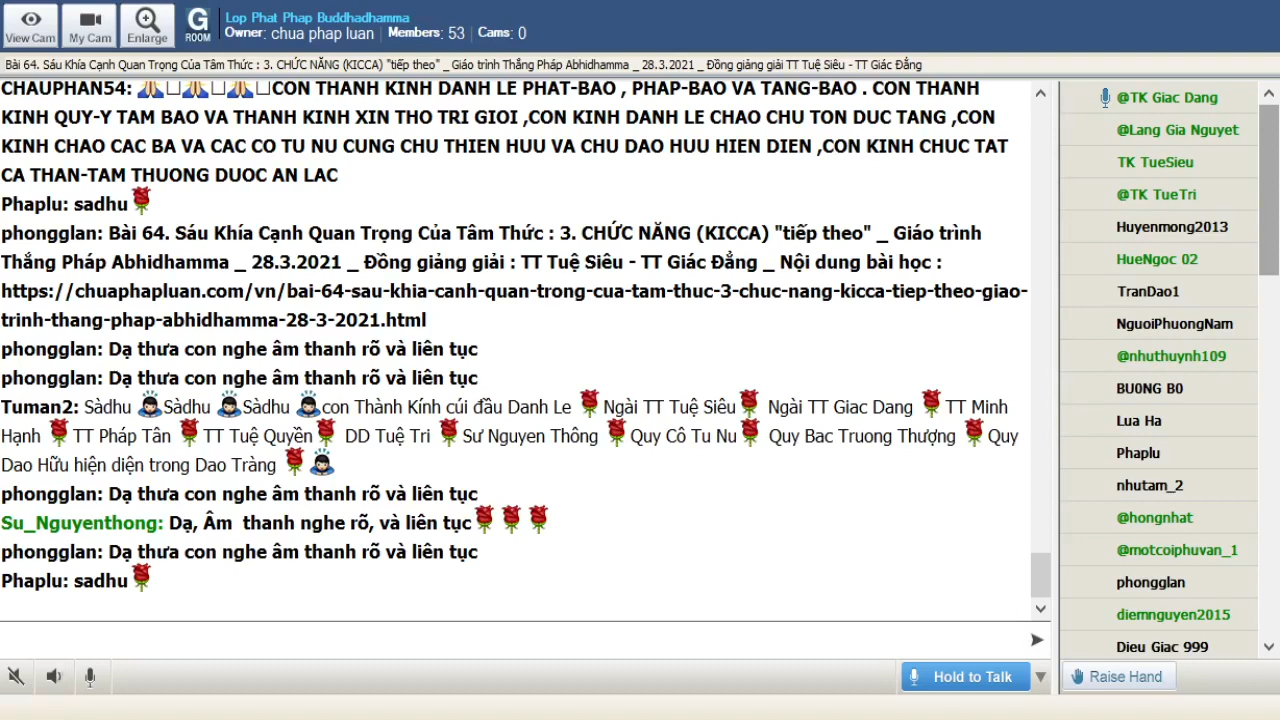 View Cam
My Cam
Enlarge
G
ROOM
Lop Phat Phap Buddhadhamma
Owner: chua phap luan | Members: 53 | Cams: 0
Bài 64. Sáu Khía Cạnh Quan Trọng Của Tâm Thức : 3. CHỨC NĂNG (KICCA) "tiếp theo" _ Giáo trình Thắng Pháp Abhidhamma _ 28.3.2021 _ Đồng giảng giải TT Tuệ Siêu - TT Giác Đẳng
CHAUPHAN54: 🙏□🙏□🙏□CON THANH KINH DANH LE PHAT-BAO , PHAP-BAO VA TANG-BAO . CON THANH
KINH QUY-Y TAM BAO VA THANH KINH XIN THO TRI GIOI ,CON KINH DANH LE CHAO CHU TON DUC TANG ,CON
KINH CHAO CAC BA VA CAC CO TU NU CUNG CHU THIEN HUU VA CHU DAO HUU HIEN DIEN ,CON KINH CHUC TAT
CA THAN-TAM THUONG DUOC AN LAC
Phaplu: sadhu🌹
phongglan: Bài 64. Sáu Khía Cạnh Quan Trọng Của Tâm Thức : 3. CHỨC NĂNG (KICCA) "tiếp theo" _ Giáo trình
Thắng Pháp Abhidhamma _ 28.3.2021 _ Đồng giảng giải : TT Tuệ Siêu - TT Giác Đẳng _ Nội dung bài học :
https://chuaphapluan.com/vn/bai-64-sau-khia-canh-quan-trong-cua-tam-thuc-3-chuc-nang-kicca-tiep-theo-giao-
trinh-thang-phap-abhidhamma-28-3-2021.html
phongglan: Dạ thưa con nghe âm thanh rõ và liên tục
phongglan: Dạ thưa con nghe âm thanh rõ và liên tục
Tuman2: Sàdhu 🙇Sàdhu 🙇Sàdhu 🙇con Thành Kính cúi đầu Danh Le 🌹Ngài TT Tuệ Siêu🌹 Ngài TT Giac Dang 🌹TT Minh
Hạnh 🌹TT Pháp Tân 🌹TT Tuệ Quyền🌹 DD Tuệ Tri 🌹Sư Nguyen Thông 🌹Quy Cô Tu Nu🌹 Quy Bac Truong Thượng 🌹Quy
Dao Hữu hiện diện trong Dao Tràng 🌹🙇
phongglan: Dạ thưa con nghe âm thanh rõ và liên tục
Su_Nguyenthong: Dạ, Âm thanh nghe rõ, và liên tục🌹🌹🌹
phongglan: Dạ thưa con nghe âm thanh rõ và liên tục
Phaplu: sadhu🌹
@TK Giac Dang
@Lang Gia Nguyet
TK TueSieu
@TK TueTri
Huyenmong2013
HueNgoc 02
TranDao1
NguoiPhuongNam
@nhuthuynh109
BU0NG B0
Lua Ha
Phaplu
nhutam_2
@hongnhat
@motcoiphuvan_1
phongglan
diemnguyen2015
Dieu Giac 999
Hold to Talk
Raise Hand